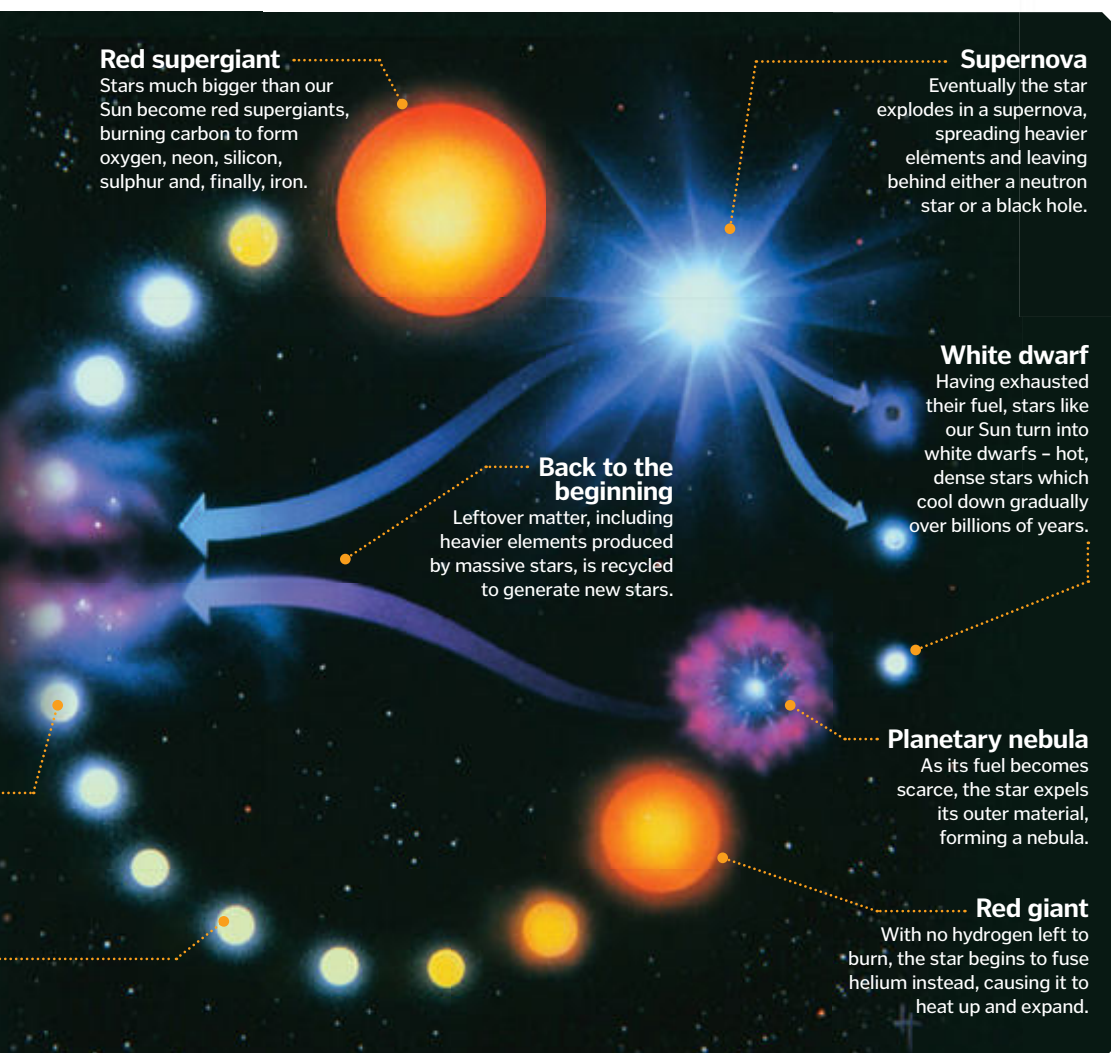 Red supergiant
Stars much bigger than our
Sun become red supergiants,
burning carbon to form
oxygen, neon, silicon,
sulphur and, finally, iron.
Supernova
Eventually the star
explodes in a supernova,
spreading heavier
elements and leaving
behind either a neutron
star or a black hole.
White dwarf
Having exhausted
their fuel, stars like
our Sun turn into
white dwarfs – hot,
dense stars which
cool down gradually
over billions of years.
Back to the
beginning
Leftover matter, including
heavier elements produced
by massive stars, is recycled
to generate new stars.
Planetary nebula
As its fuel becomes
scarce, the star expels
its outer material,
forming a nebula.
Red giant
With no hydrogen left to
burn, the star begins to fuse
helium instead, causing it to
heat up and expand.